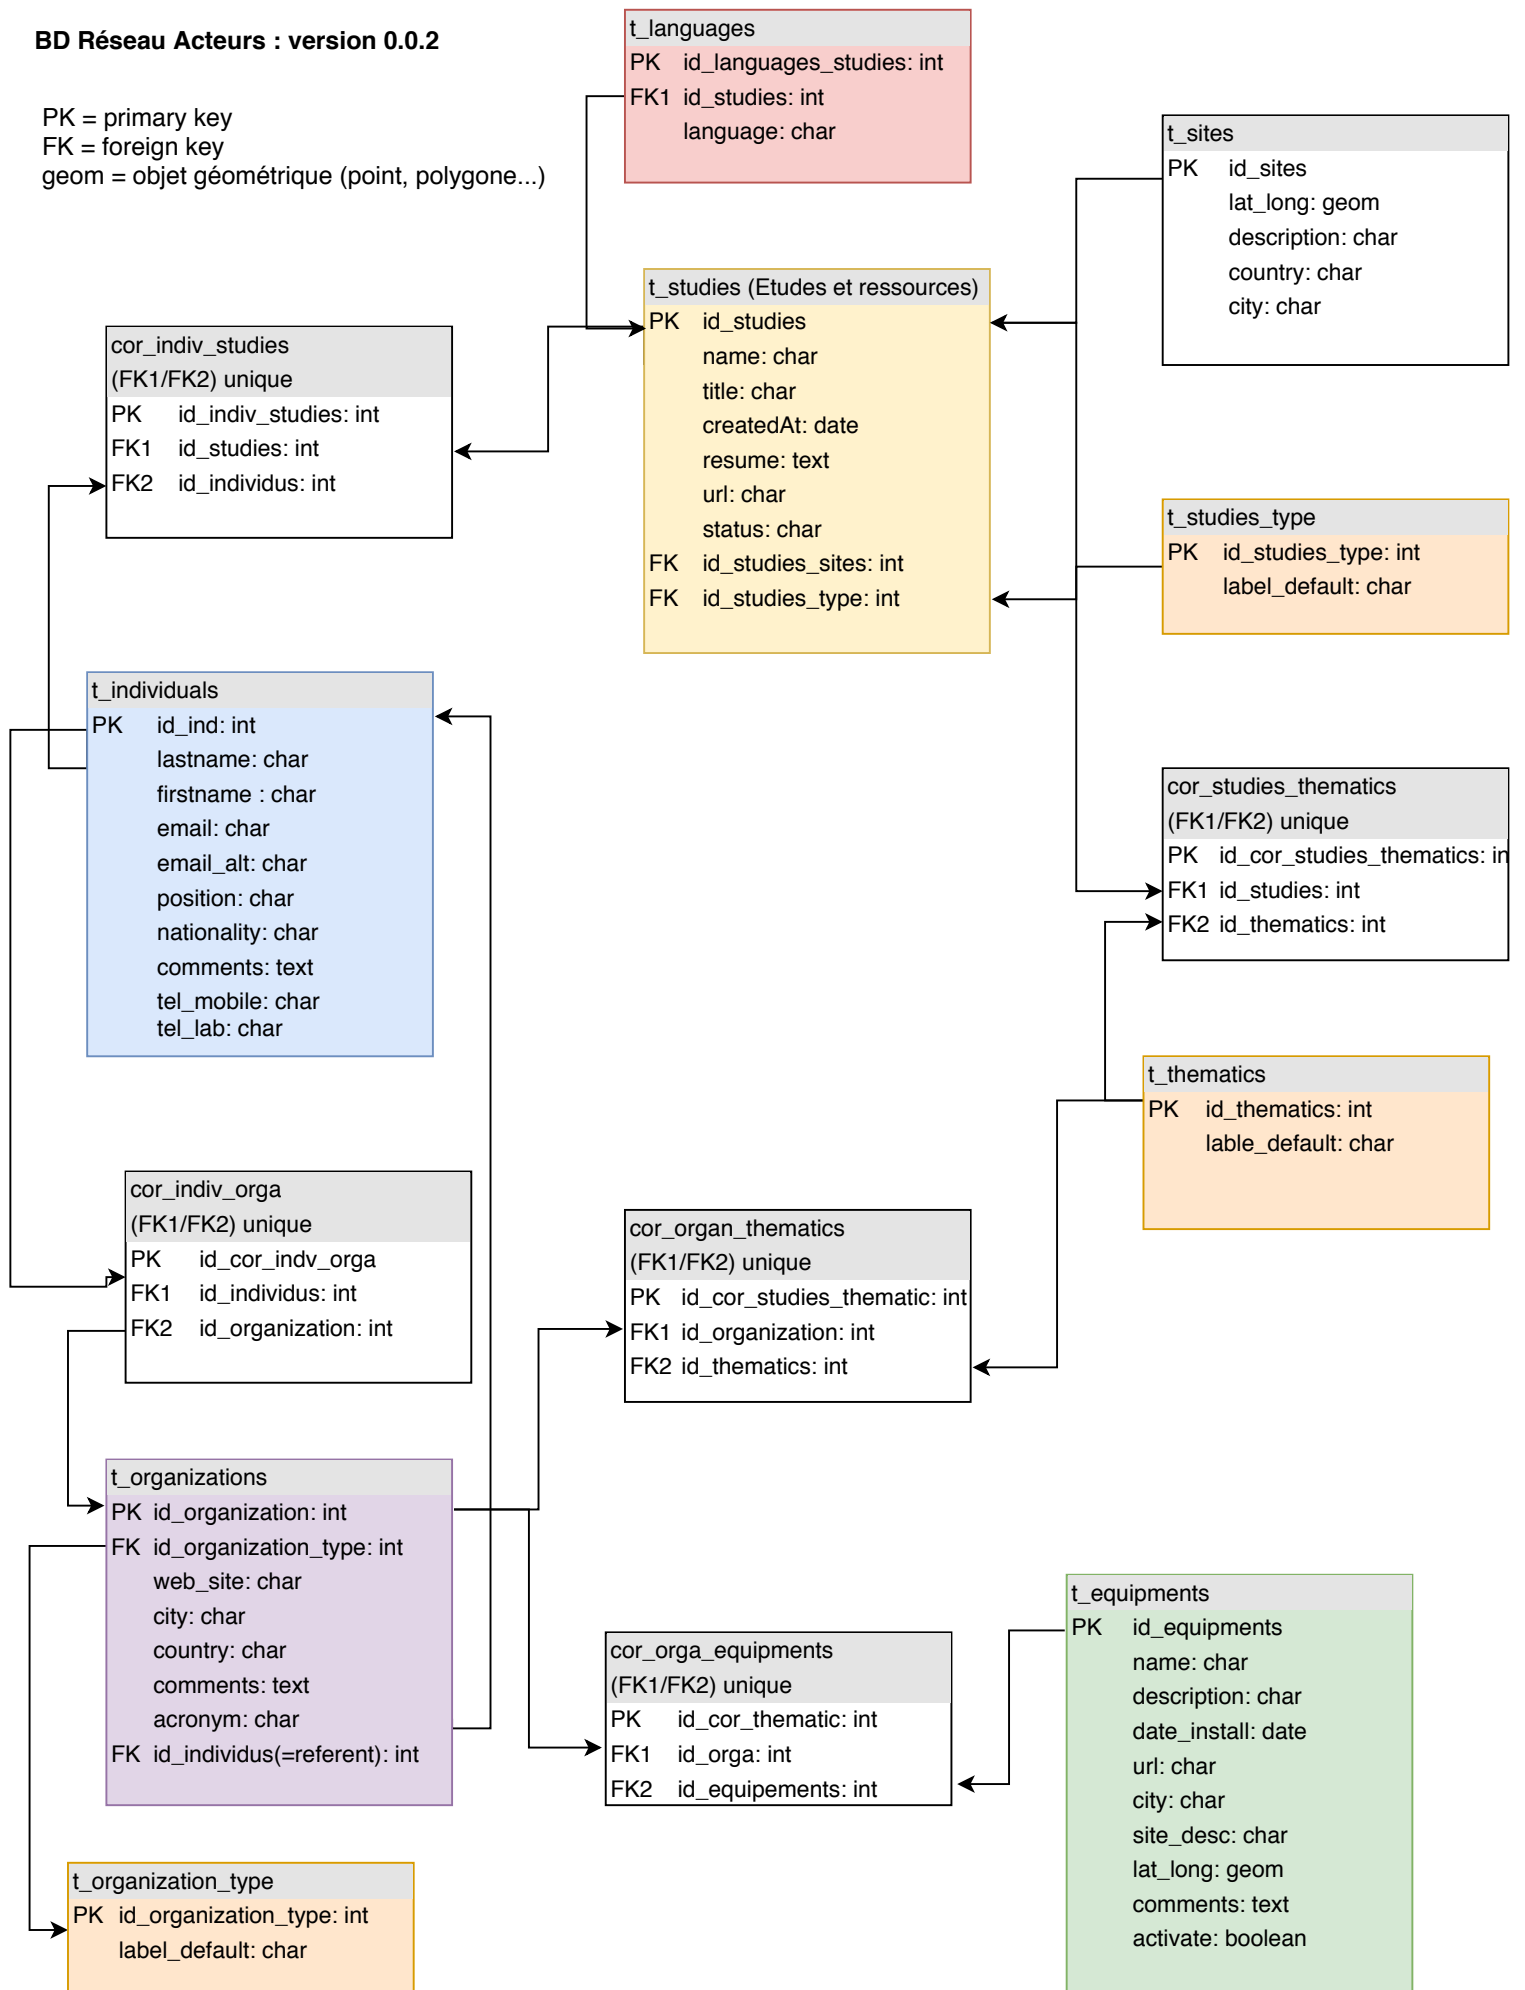 BD Réseau Acteurs : version 0.0.2
PK = primary key
FK = foreign key
geom = objet géométrique (point, polygone...)
t_languages
PK id_languages_studies: int
FK1 id_studies: int
language: char
t_sites
PK id_sites
lat_long: geom
description: char
country: char
city: char
t_studies (Etudes et ressources)
PK id_studies
name: char
title: char
createdAt: date
resume: text
url: char
status: char
FK id_studies_sites: int
FK id_studies_type: int
cor_indiv_studies
(FK1/FK2) unique
PK id_indiv_studies: int
FK1 id_studies: int
FK2 id_individus: int
t_studies_type
PK id_studies_type: int
label_default: char
t_individuals
PK id_ind: int
lastname: char
firstname : char
email: char
email_alt: char
position: char
nationality: char
comments: text
tel_mobile: char
tel_lab: char
cor_studies_thematics
(FK1/FK2) unique
PK id_cor_studies_thematics: in
FK1 id_studies: int
FK2 id_thematics: int
t_thematics
PK id_thematics: int
lable_default: char
cor_indiv_orga
(FK1/FK2) unique
PK id_cor_indv_orga
FK1 id_individus: int
FK2 id_organization: int
cor_organ_thematics
(FK1/FK2) unique
PK id_cor_studies_thematic: int
FK1 id_organization: int
FK2 id_thematics: int
t_organizations
PK id_organization: int
FK id_organization_type: int
web_site: char
city: char
country: char
comments: text
acronym: char
FK id_individus(=referent): int
cor_orga_equipments
(FK1/FK2) unique
PK id_cor_thematic: int
FK1 id_orga: int
FK2 id_equipements: int
t_equipments
PK id_equipments
name: char
description: char
date_install: date
url: char
city: char
site_desc: char
lat_long: geom
comments: text
activate: boolean
t_organization_type
PK id_organization_type: int
label_default: char